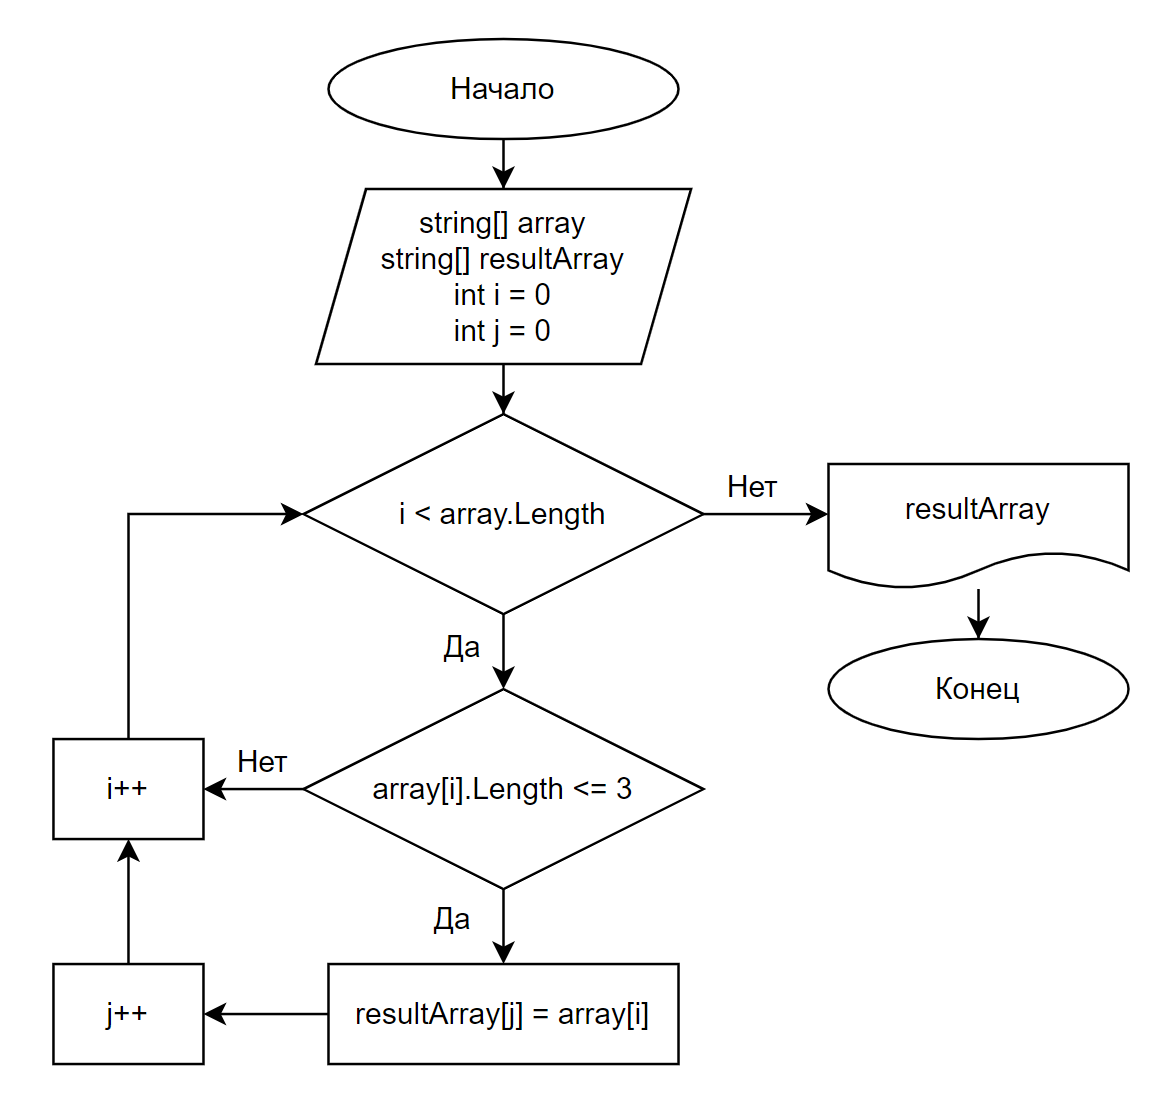 Начало
string[] array
string[] resultArray
int i = 0
int j = 0
i < array.Length
Нет
resultArray
Да
Конец
array[i].Length <= 3
Нет
i++
Да
resultArray[j] = array[i]
j++